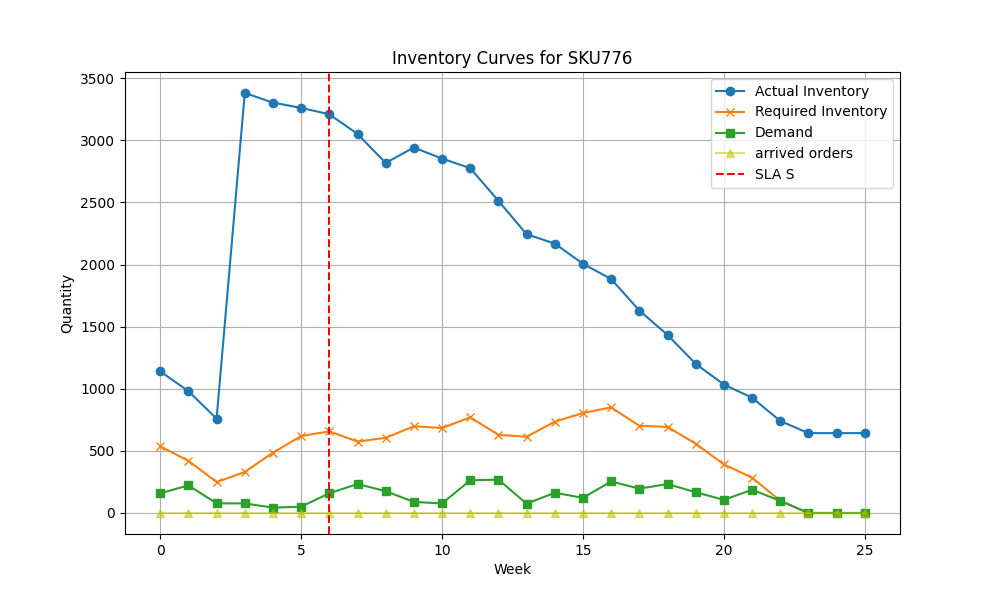 Inventory Curves for SKU776
Actual Inventory
Required Inventory
Demand
arrived orders
SLA S
Quantity
3500
3000
2500
2000
1500
1000
500
0
0 5 10 15 20 25
Week